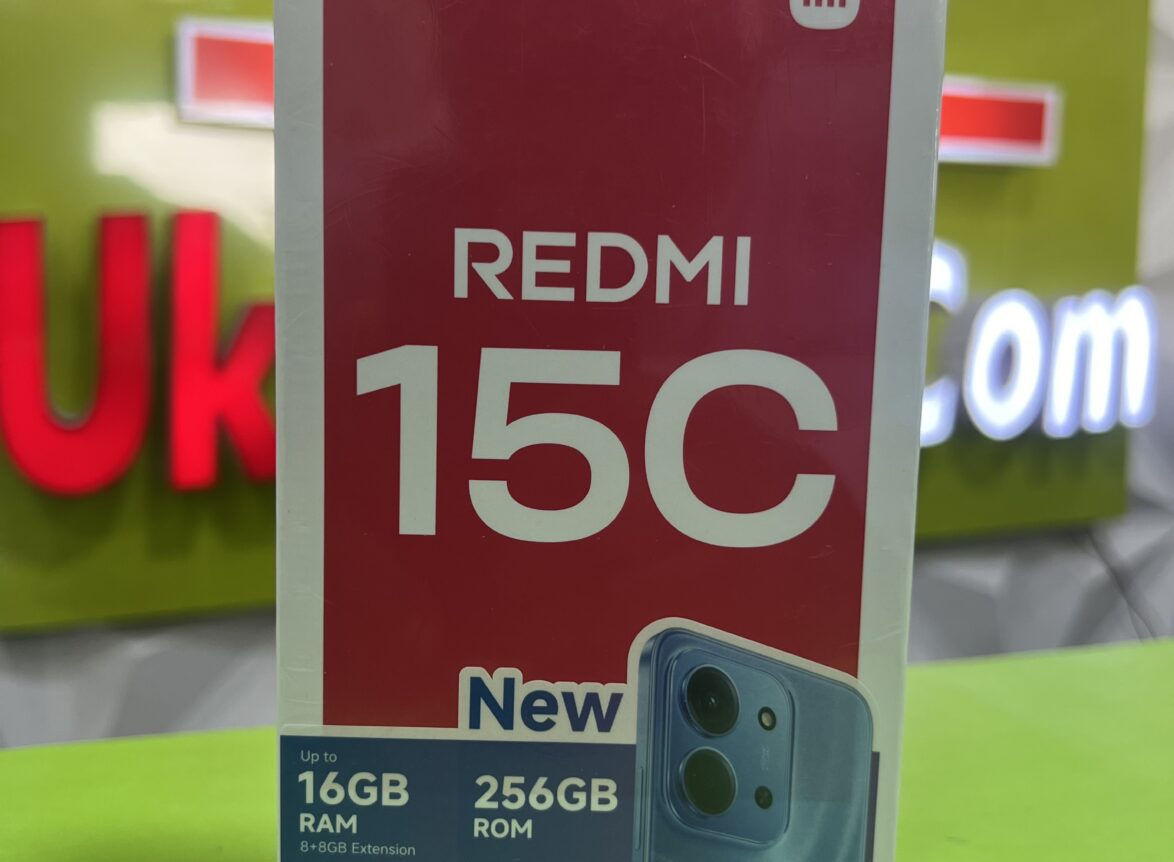 REDMI
15C
New
Up to
16GB
RAM
8+8GB Extension
256GB
ROM
Uk
Com